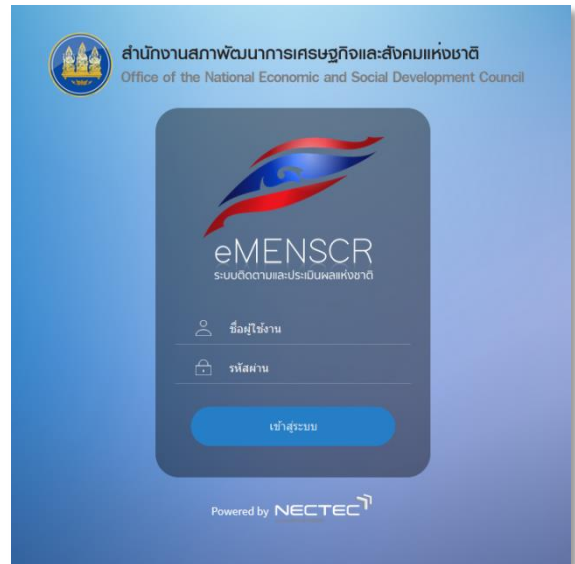 สำนักงานสภาพัฒนาการเศรษฐกิจและสังคมแห่งชาติ
Office of the National Economic and Social Development Council
eMENSCR
ระบบติดตามและประเมินผลแห่งชาติ
ชื่อผู้ใช้งาน
รหัสผ่าน
เข้าสู่ระบบ
Powered by NECTEC